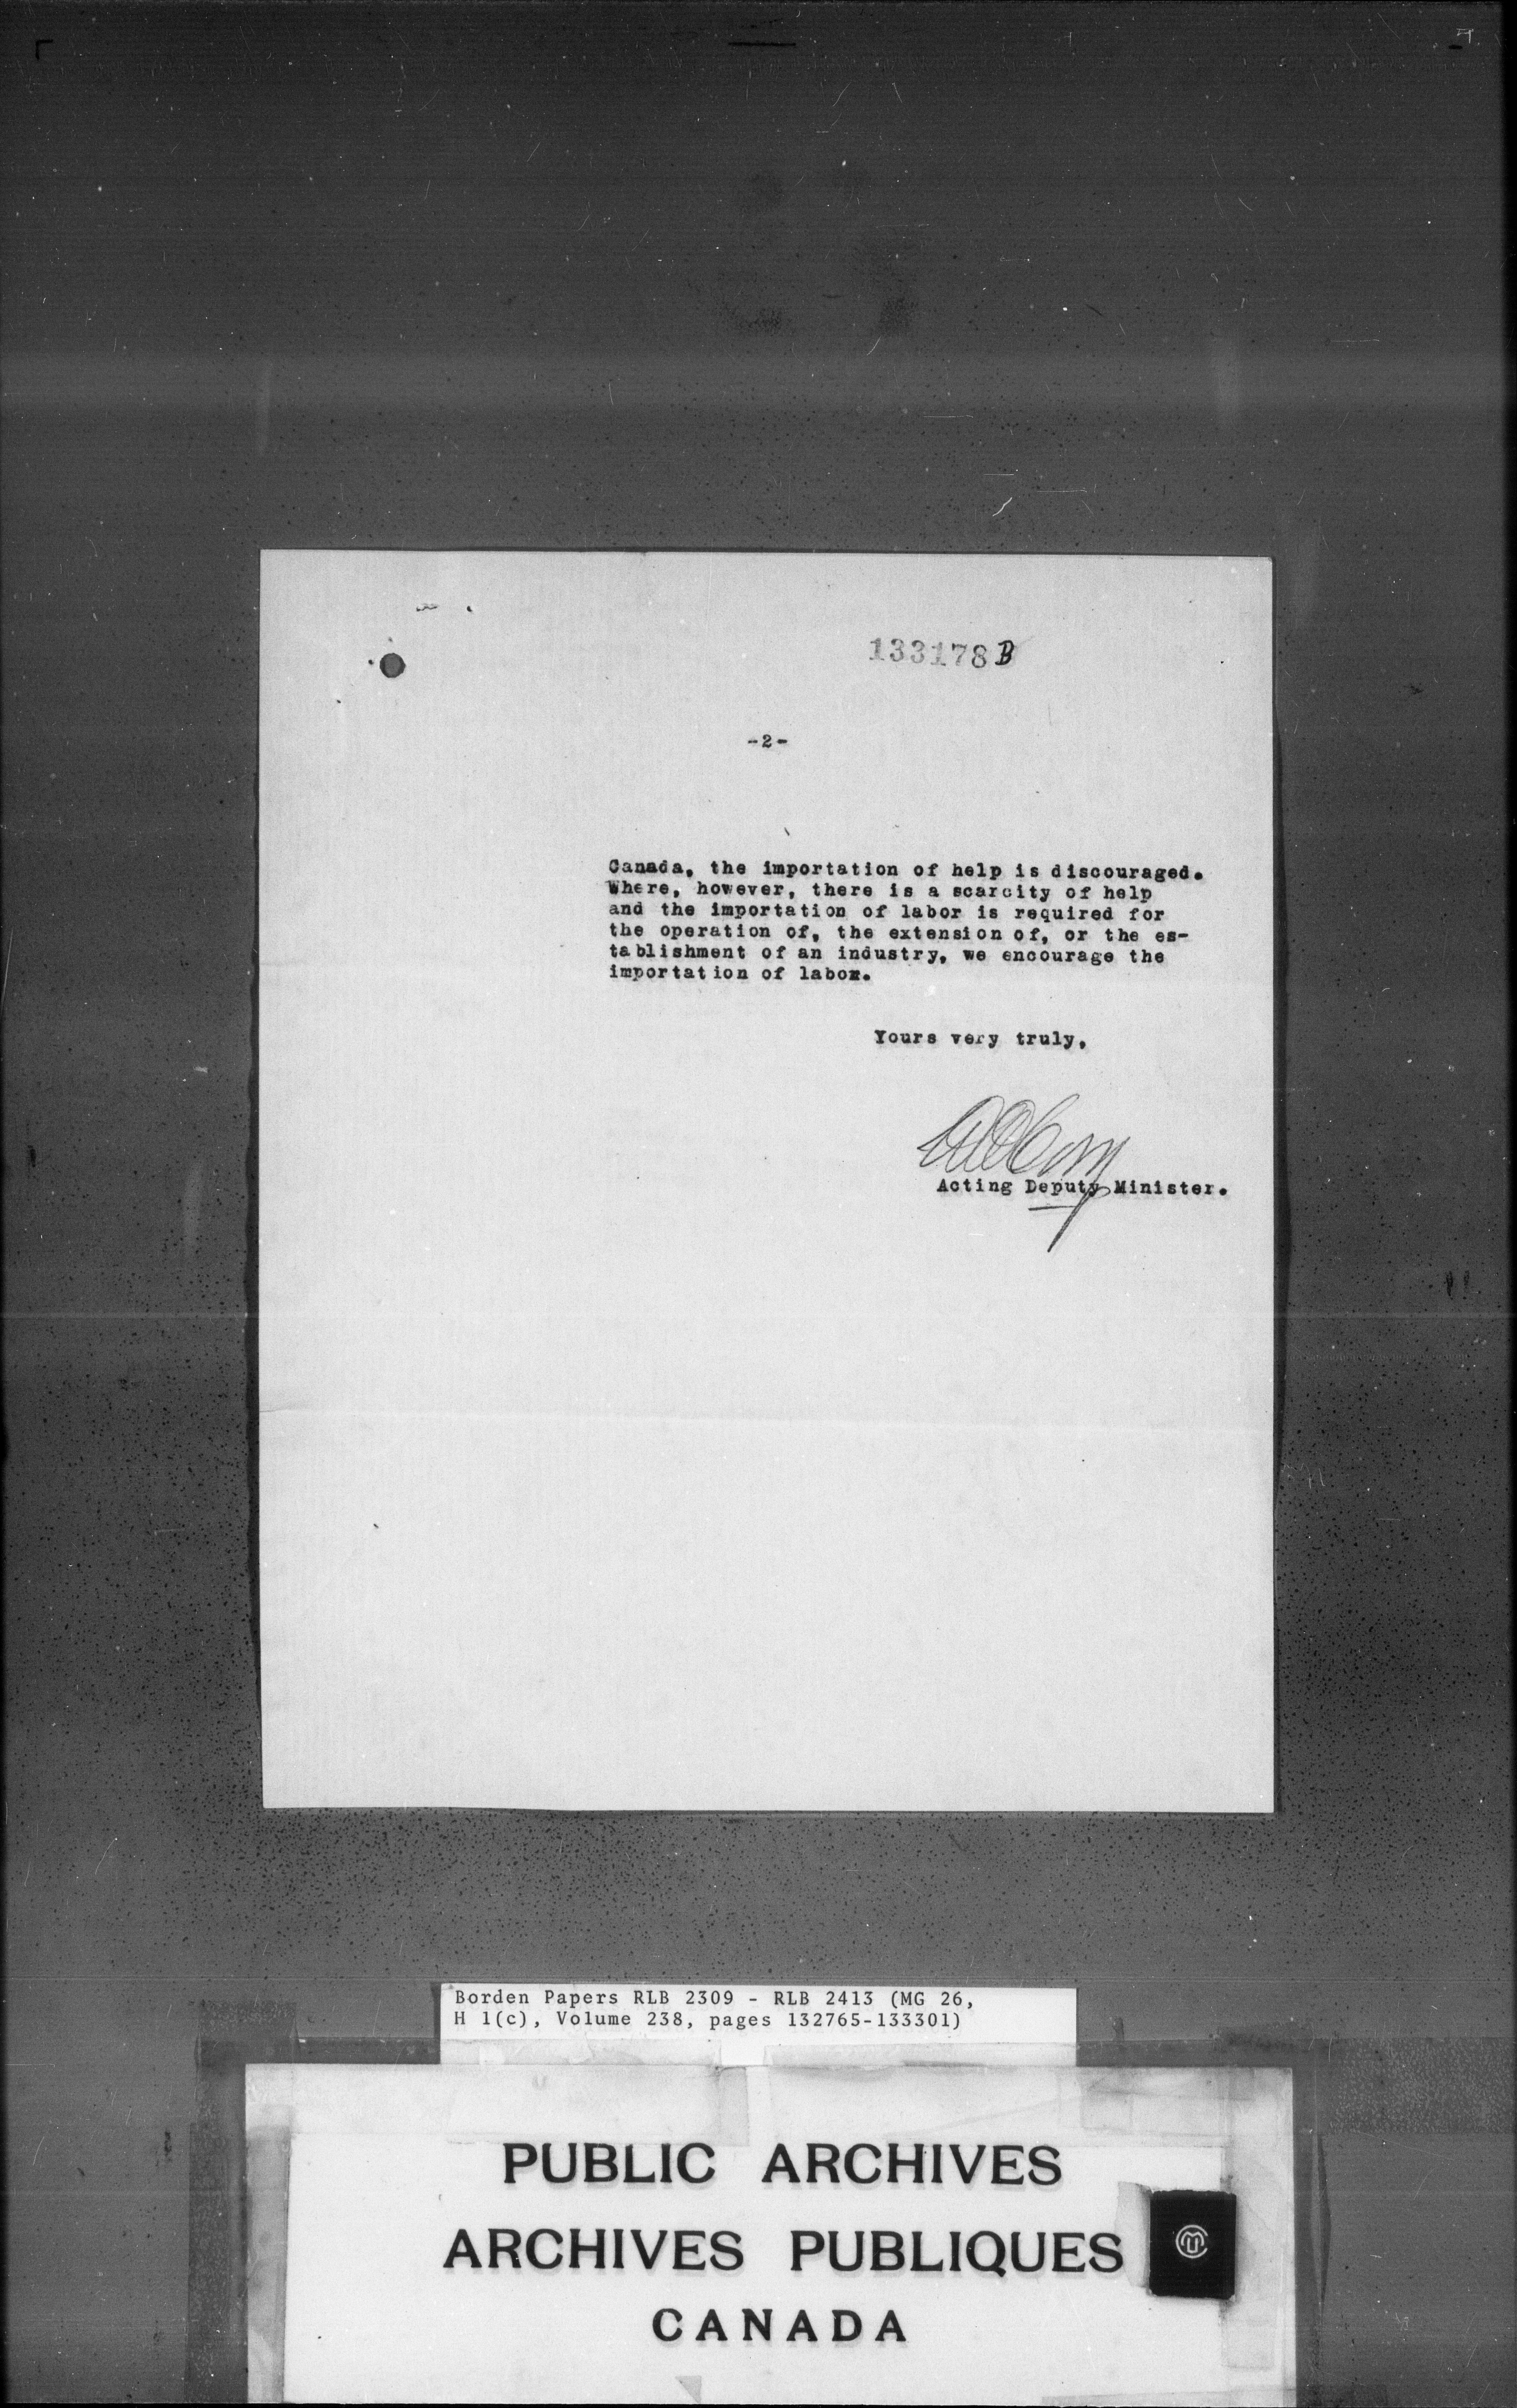 133178B
-2-
Canada, the importation of help is discouraged.
Where, however, there is a scarcity of help
and the importation of labor is required for
the operation of, the extension of, or the es-
tablishment of an industry, we encourage the
importation of labor.
Yours very truly,
Acting Deputy Minister.
Borden Papers RLB 2309 - RLB 2413 (MG 26,
H 1(c), Volume 238, pages 132765-133301)
PUBLIC ARCHIVES
ARCHIVES PUBLIQUES
CANADA